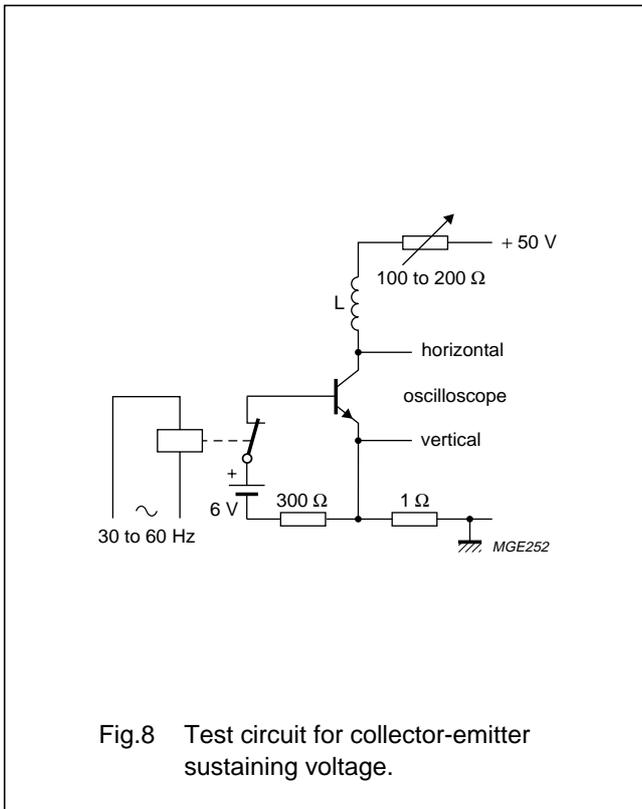 + 50 V
100 to 200 Ω
L
horizontal
oscilloscope
vertical
+
6 V
300 Ω
1 Ω
30 to 60 Hz
MGE252
Fig.8 Test circuit for collector-emitter
sustaining voltage.